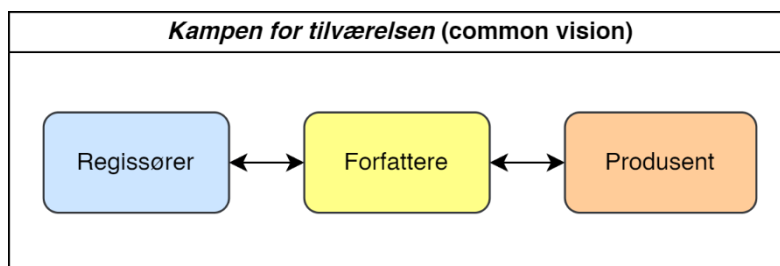 Kampen for tilværelsen (common vision)
Regissører
Forfattere
Produsent